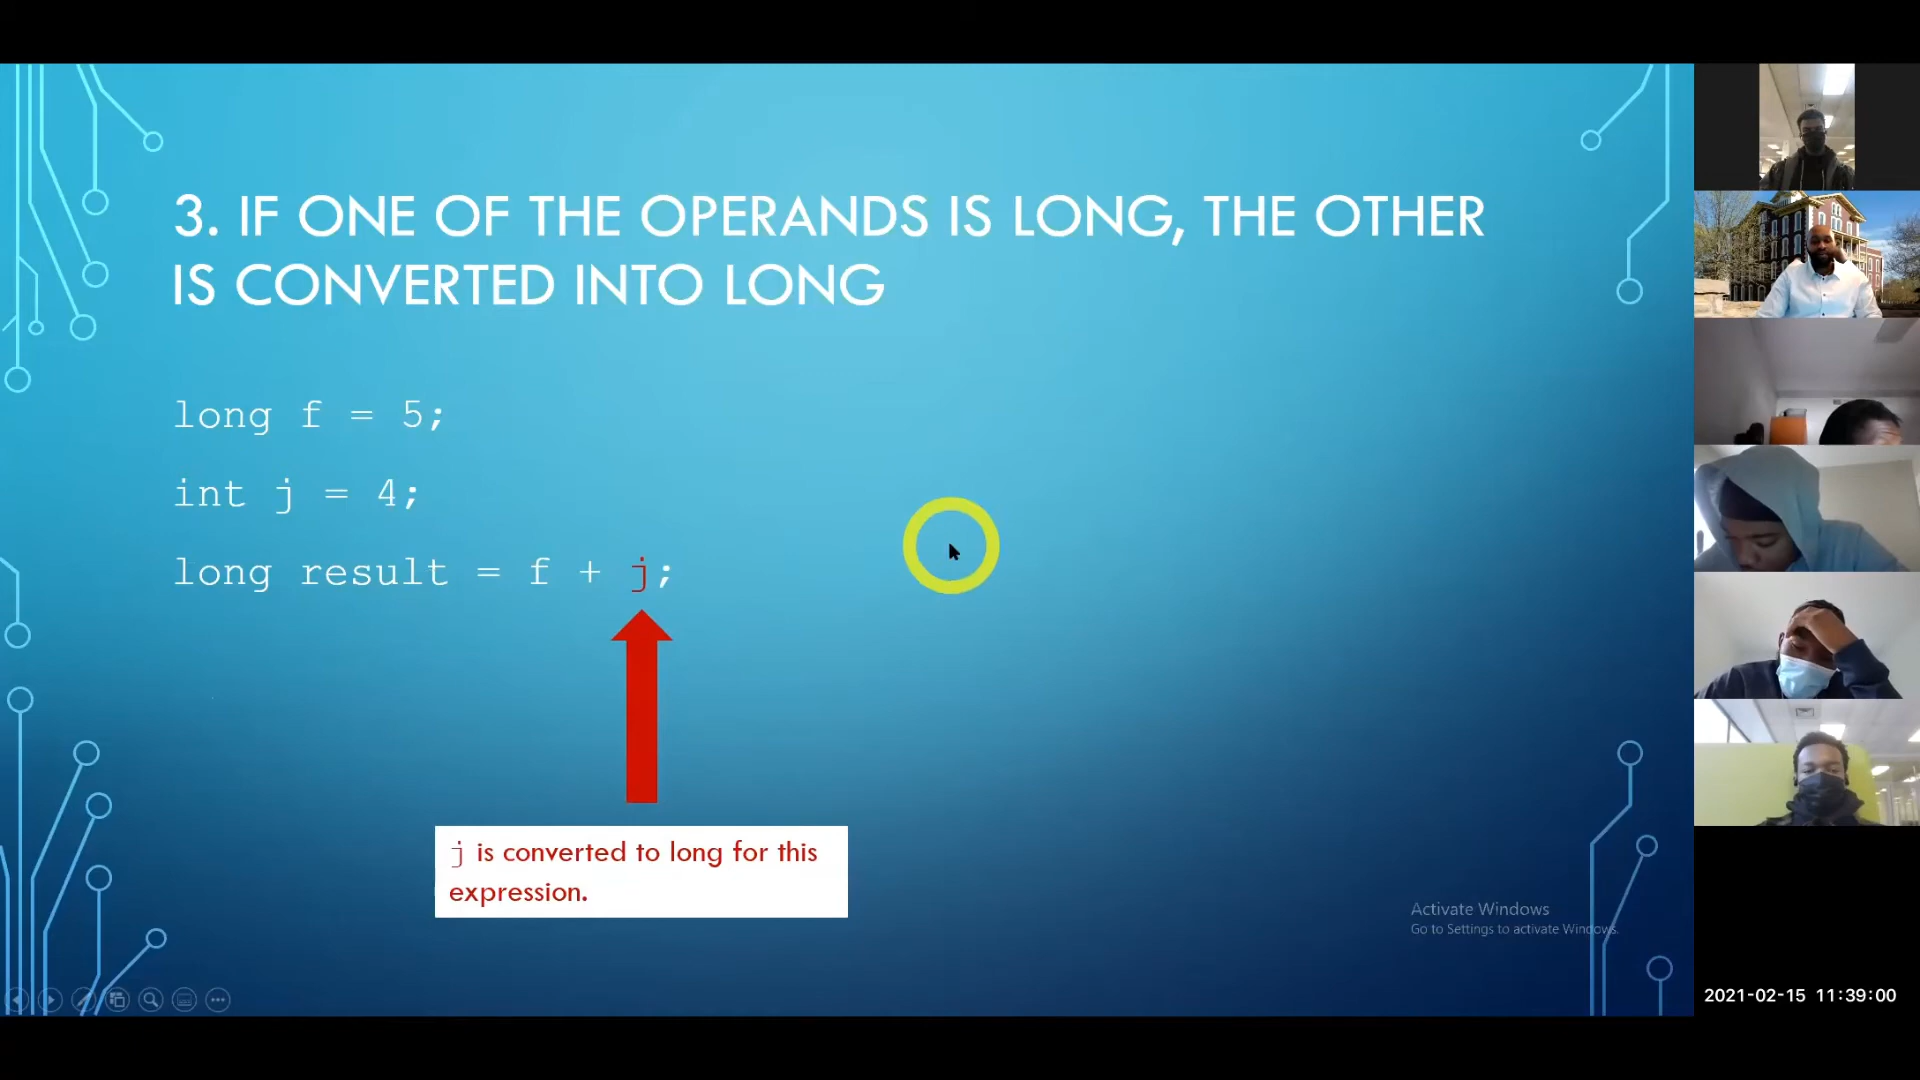 3. IF ONE OF THE OPERANDS IS LONG, THE OTHER
IS CONVERTED INTO LONG
long f = 5;
int j = 4;
long result = f + j;
j is converted to long for this
expression.
Activate Windows
Go to Settings to activate Windows.
2021-02-15 11:39:00